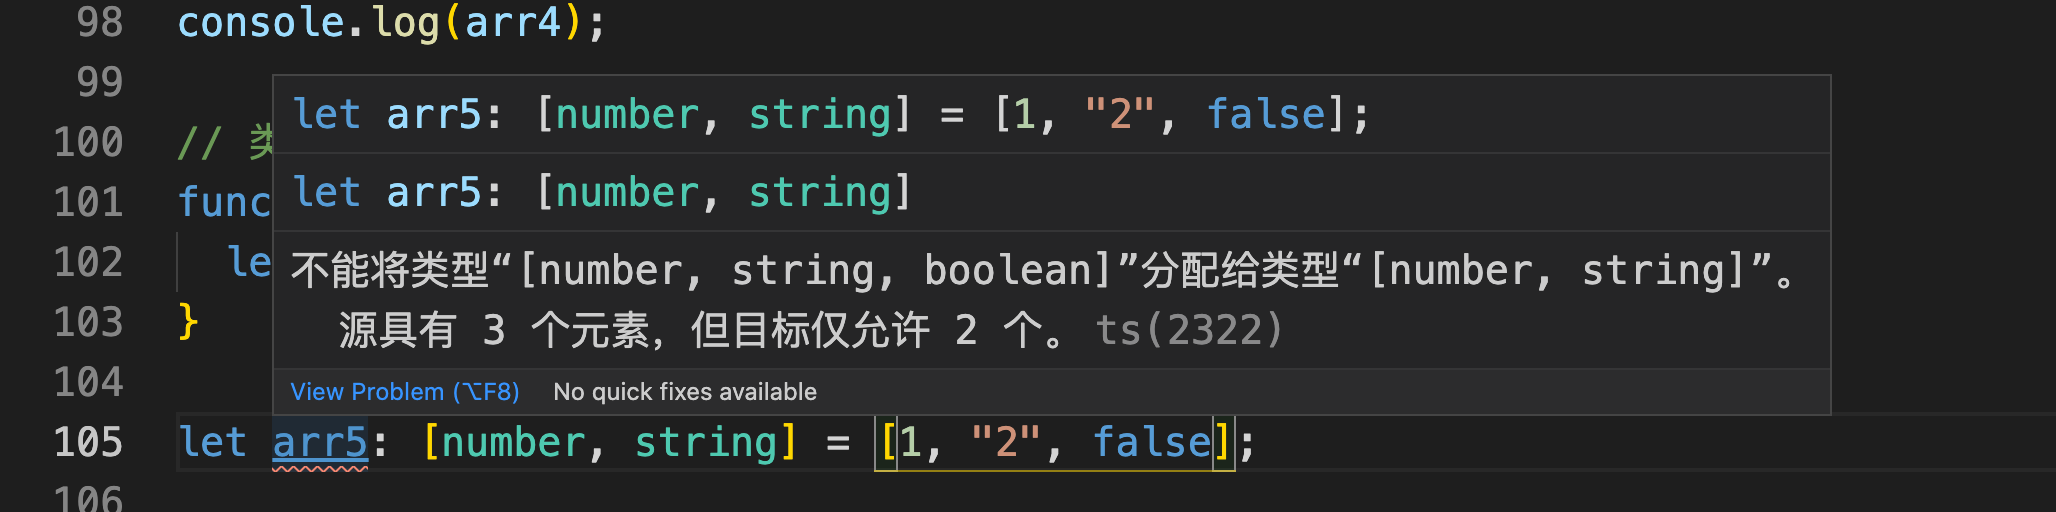 98 console.log(arr4);
99
let arr5: [number, string] = [1, "2", false];
100 // 类
let arr5: [number, string]
101 func
102 le
不能将类型“[number, string, boolean]”分配给类型“[number, string]”。
103 }
源具有 3 个元素，但目标仅允许 2 个。 ts(2322)
104
View Problem (⌥F8) No quick fixes available
105 let arr5: [number, string] = [1, "2", false];
106